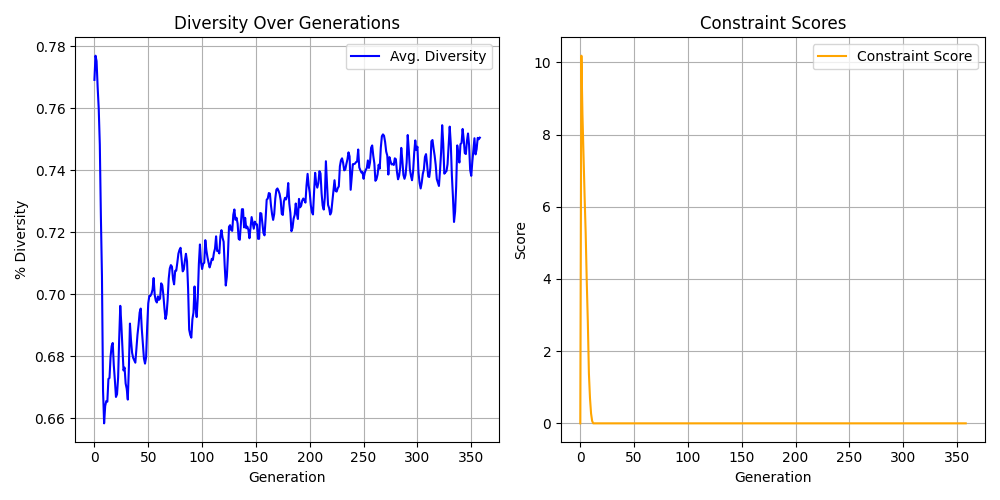 Diversity Over Generations
Avg. Diversity
% Diversity
0.78
0.76
0.74
0.72
0.70
0.68
0.66
0 50 100 150 200 250 300 350
Generation
Constraint Scores
Constraint Score
Score
10
8
6
4
2
0
0 50 100 150 200 250 300 350
Generation